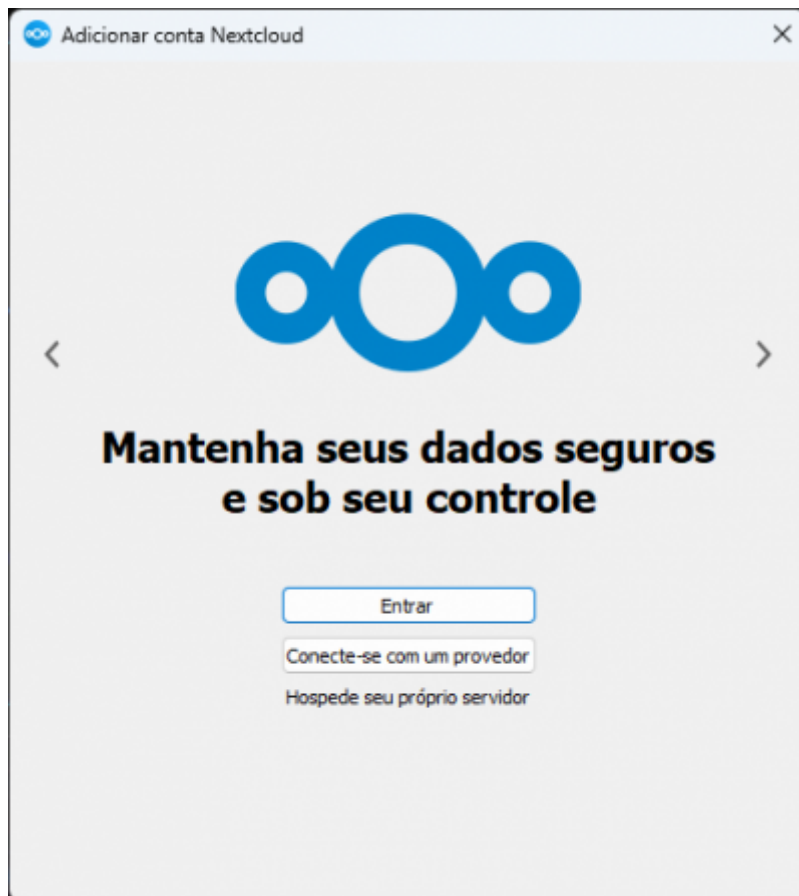 Adicionar conta Nextcloud
Mantenha seus dados seguros
e sob seu controle
Entrar
Conecte-se com um provedor
Hospede seu próprio servidor